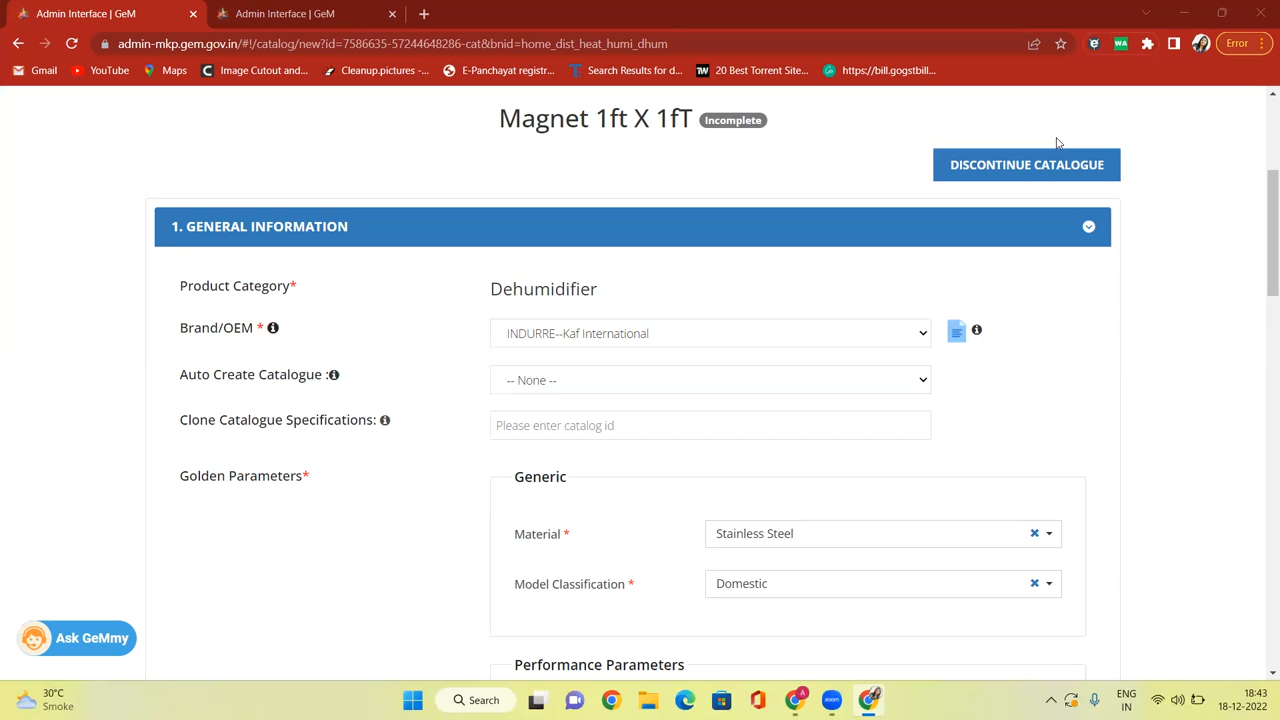 Admin Interface | GeM
Admin Interface | GeM
admin-mkp.gem.gov.in/#!/catalog/new?id=7586635-57244648286-cat&bnid=home_dist_heat_humi_dhum
WA
Error
Gmail
YouTube
Maps
Image Cutout and...
Cleanup.pictures -...
E-Panchayat registr...
Search Results for d...
20 Best Torrent Site...
https://bill.gogstbill...
Magnet 1ft X 1fT Incomplete
DISCONTINUE CATALOGUE
1. GENERAL INFORMATION
Product Category*
Dehumidifier
Brand/OEM *
INDURRE--Kaf International
Auto Create Catalogue :
-- None --
Clone Catalogue Specifications:
Please enter catalog id
Golden Parameters*
Generic
Material *
Stainless Steel
Model Classification *
Domestic
Performance Parameters
Ask GeMmy
30°C
Smoke
Search
zoom
ENG
IN
18:43
18-12-2022